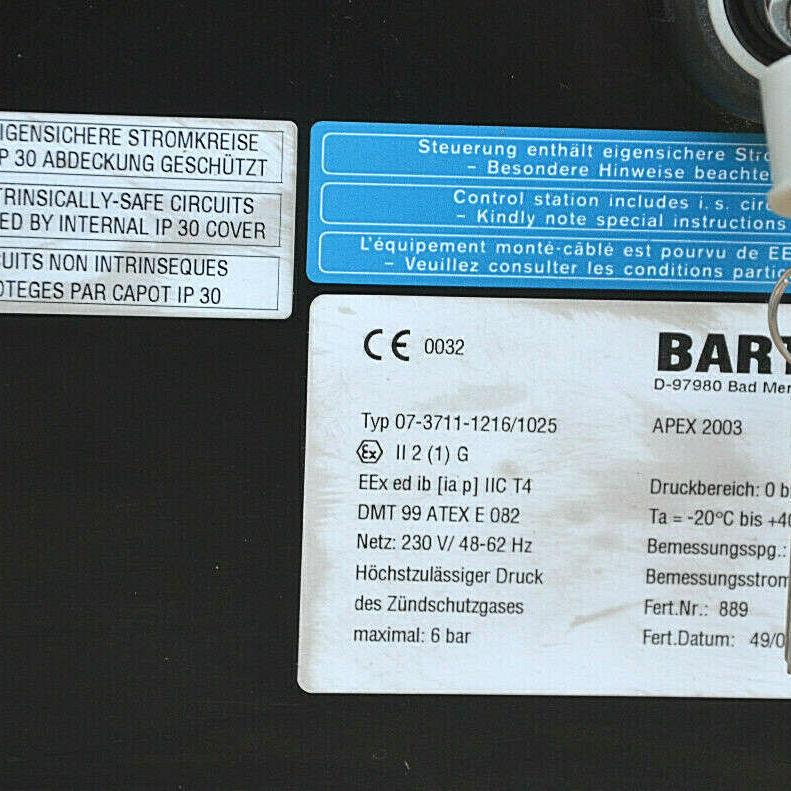 IGENSICHERE STROMKREISE
P 30 ABDECKUNG GESCHÜTZT
TRINSICALLY-SAFE CIRCUITS
ED BY INTERNAL IP 30 COVER
UITS NON INTRINSEQUES
OTEGES PAR CAPOT IP 30
Steuerung enthält eigensichere Stro
– Besondere Hinweise beachte
Control station includes i. s. cir
– Kindly note special instructions
L'équipement monté-câblé est pourvu de EE
– Veuillez consulter les conditions partic
CE 0032
BART
D-97980 Bad Mer
Typ 07-3711-1216/1025
APEX 2003
Ex II 2 (1) G
EEx ed ib [ia p] IIC T4
Druckbereich: 0 b
DMT 99 ATEX E 082
Ta = -20°C bis +40
Netz: 230 V/ 48-62 Hz
Bemessungsspg.:
Höchstzulässiger Druck
Bemessungsstrom
des Zündschutzgases
Fert.Nr.: 889
maximal: 6 bar
Fert.Datum: 49/0